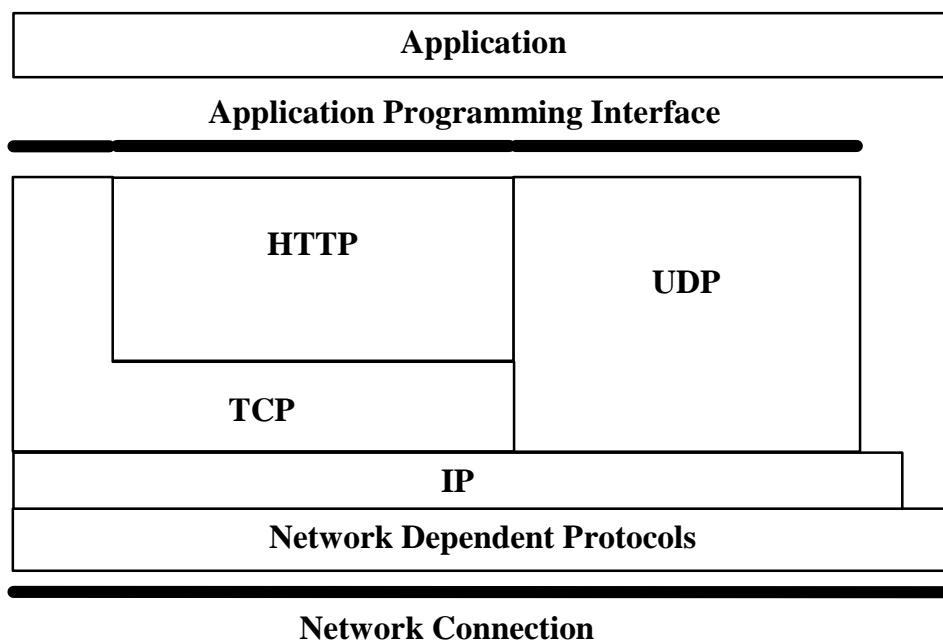 Application
Application Programming Interface
HTTP
UDP
TCP
IP
Network Dependent Protocols
Network Connection